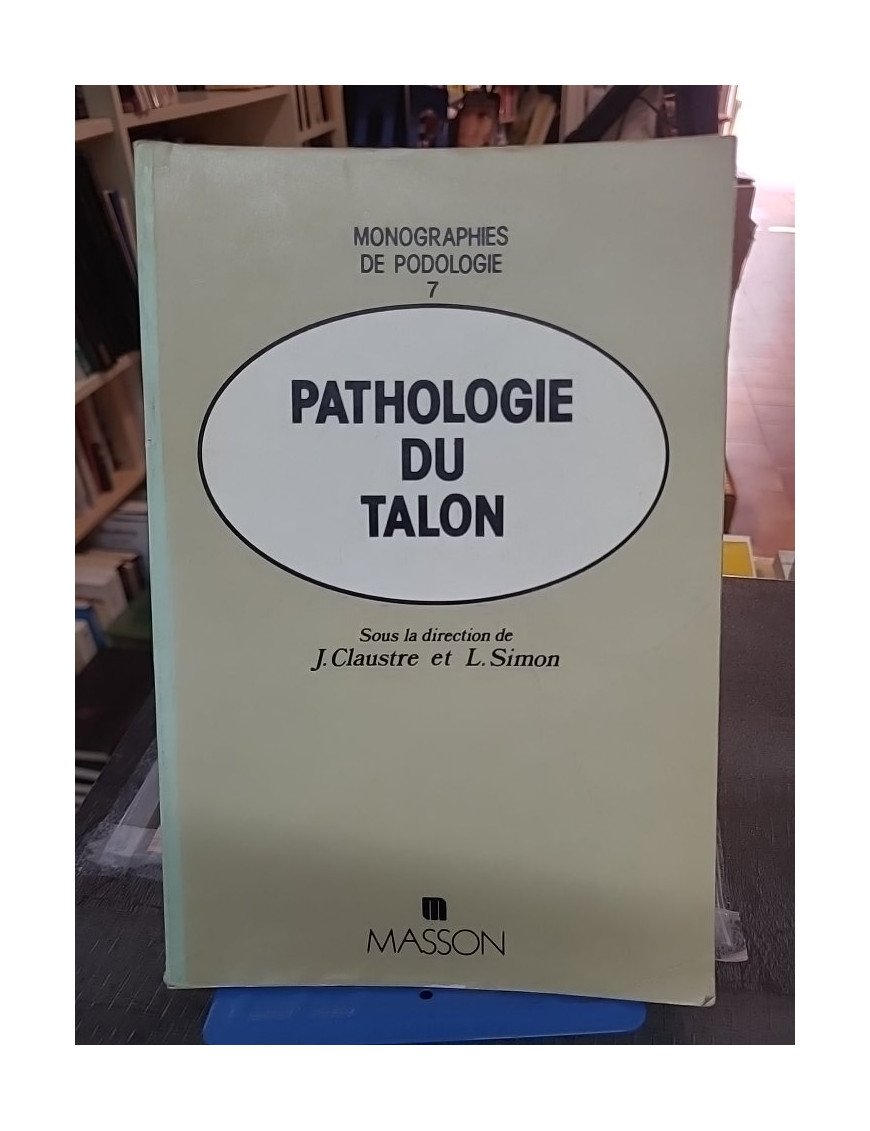 MONOGRAPHIES
DE PODOLOGIE
7
PATHOLOGIE
DU
TALON
Sous la direction de
J. Claustre et L. Simon
m
MASSON